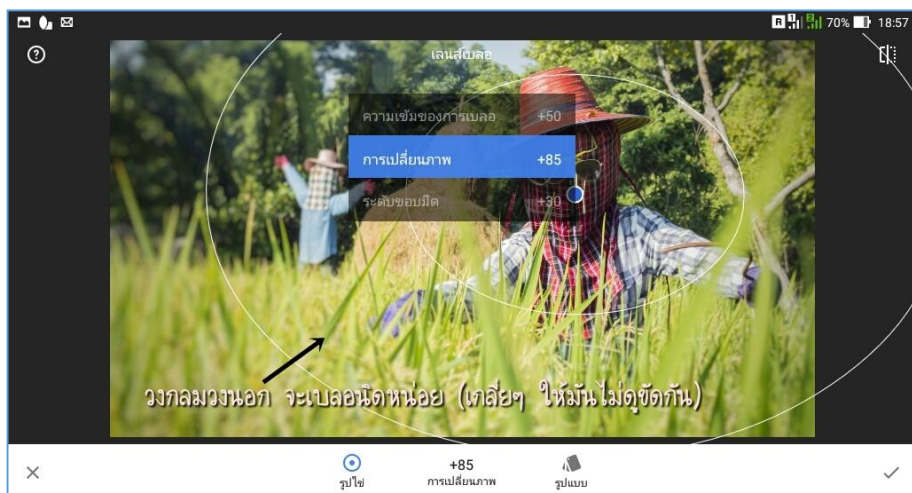 R 1 2 70% 18:57
เลนส์เบลอ
ความเข้มของการเบลอ +50
การเปลี่ยนภาพ +85
ระดับขอบมืด +30
วงกลมวงนอก จะเบลอนิดหน่อย (เกลี่ยๆ ให้มันไม่ดูขัดกัน)
+85
รูปไข่ การเปลี่ยนภาพ รูปแบบ